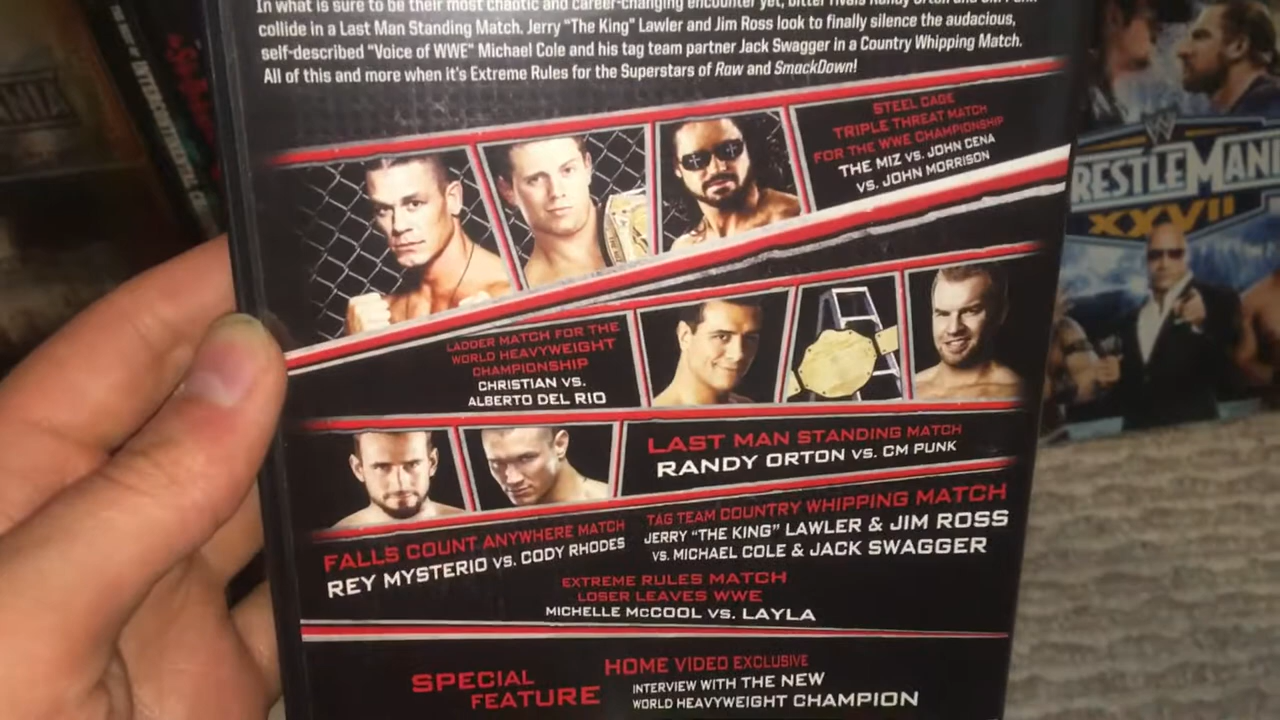 In what is sure to be their most chaotic and career-changing encounter yet, bitter rivals Randy Orton and CM Punk
collide in a Last Man Standing Match. Jerry “The King” Lawler and Jim Ross look to finally silence the audacious,
self-described “Voice of WWE” Michael Cole and his tag team partner Jack Swagger in a Country Whipping Match.
All of this and more when it's Extreme Rules for the Superstars of Raw and SmackDown!
STEEL CAGE
TRIPLE THREAT MATCH
FOR THE WWE CHAMPIONSHIP
THE MIZ VS. JOHN CENA
VS. JOHN MORRISON
LADDER MATCH FOR THE
WORLD HEAVYWEIGHT
CHAMPIONSHIP
CHRISTIAN VS.
ALBERTO DEL RIO
LAST MAN STANDING MATCH
RANDY ORTON VS. CM PUNK
FALLS COUNT ANYWHERE MATCH
REY MYSTERIO VS. CODY RHODES
TAG TEAM COUNTRY WHIPPING MATCH
JERRY “THE KING” LAWLER & JIM ROSS
VS. MICHAEL COLE & JACK SWAGGER
EXTREME RULES MATCH
LOSER LEAVES WWE
MICHELLE McCOOL VS. LAYLA
SPECIAL
FEATURE
HOME VIDEO EXCLUSIVE
INTERVIEW WITH THE NEW
WORLD HEAVYWEIGHT CHAMPION
RESTLEMANI
XXVII